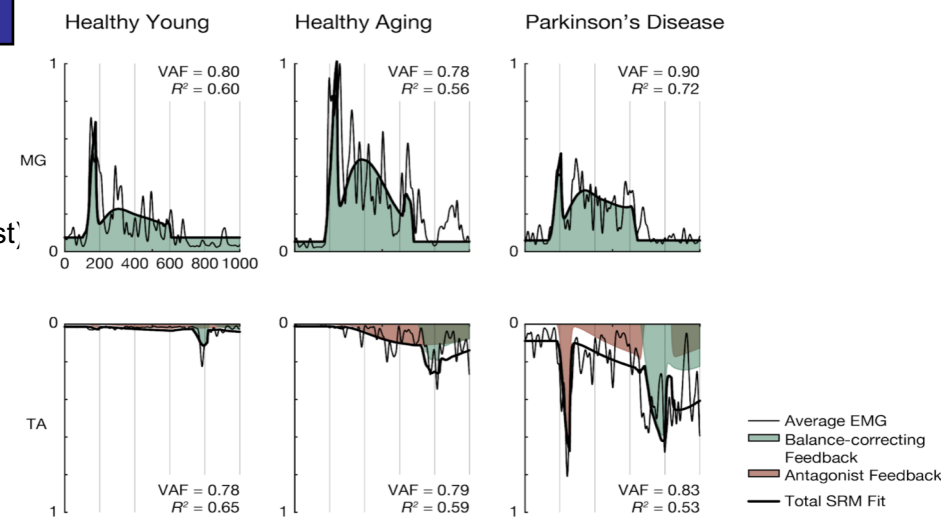 Healthy Young
Healthy Aging
Parkinson's Disease
1
VAF = 0.80
R² = 0.60
1
VAF = 0.78
R² = 0.56
1
VAF = 0.90
R² = 0.72
MG
st)
0
0
0
0 200 400 600 800 1000
0
0
0
TA
VAF = 0.78
R² = 0.65
1
VAF = 0.79
R² = 0.59
1
VAF = 0.83
R² = 0.53
1
Average EMG
Balance-correcting
Feedback
Antagonist Feedback
Total SRM Fit